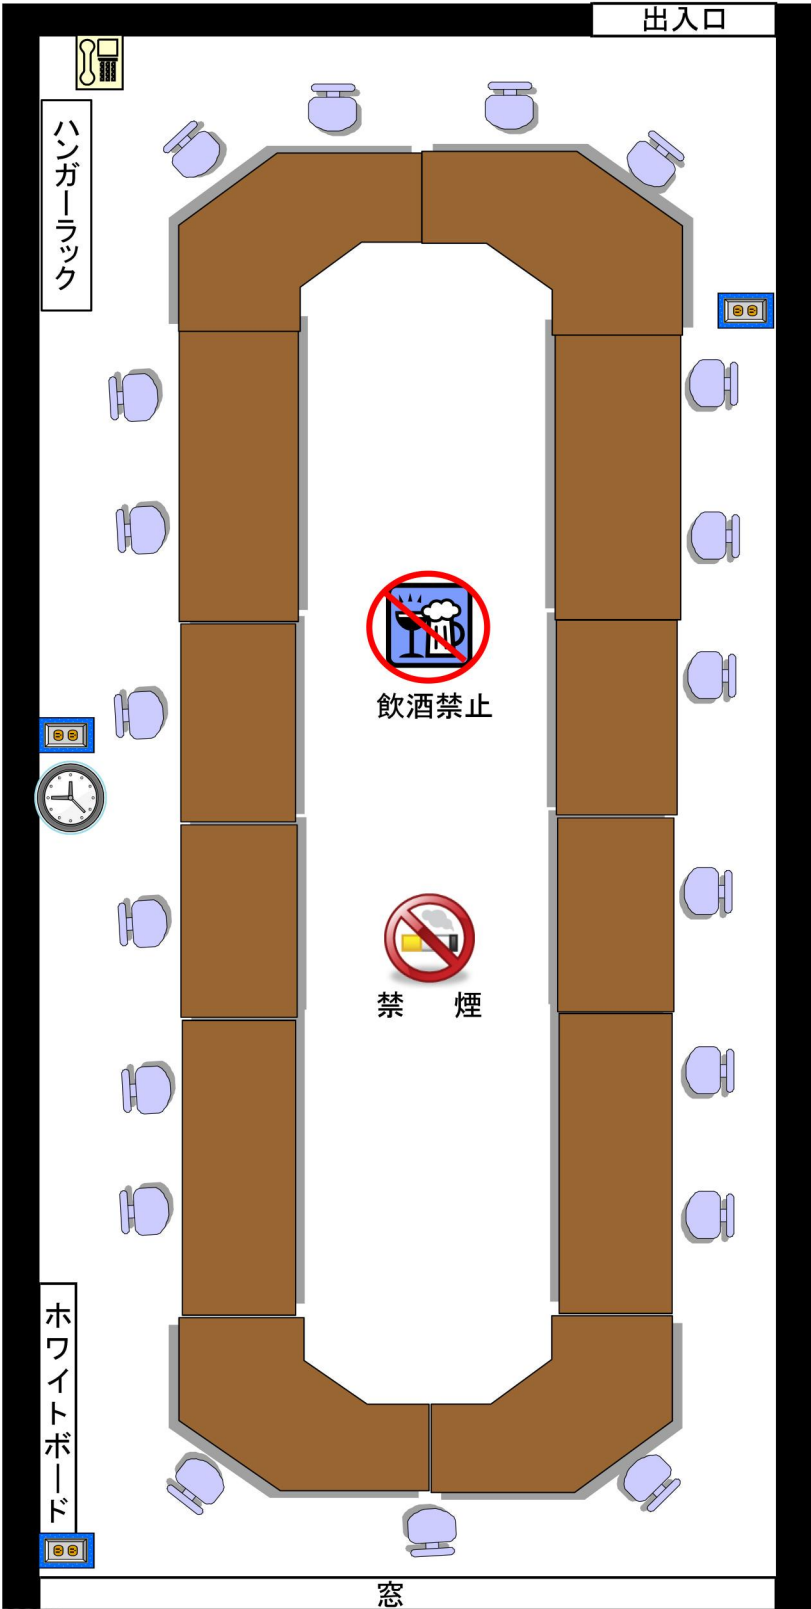 出入口
ハンガーラック
飲酒禁止
禁　煙
ホワイトボード
窓